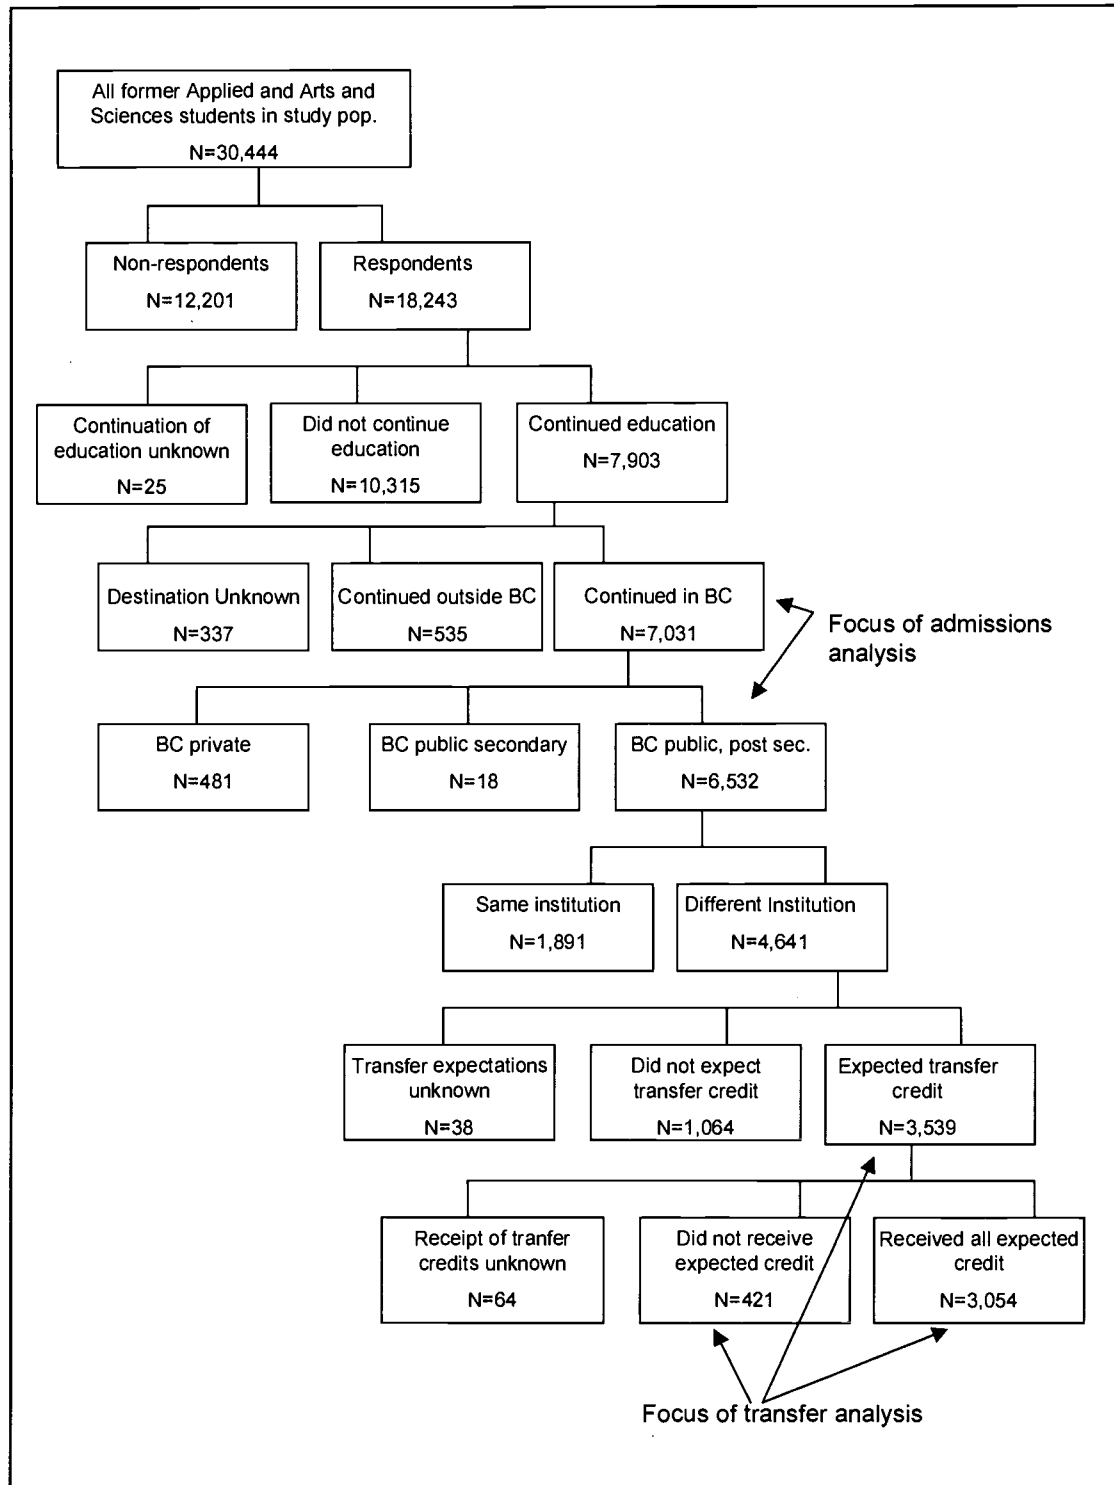 All former Applied and Arts and
Sciences students in study pop.
N=30,444
Non-respondents
N=12,201
Respondents
N=18,243
Continuation of
education unknown
N=25
Did not continue
education
N=10,315
Continued education
N=7,903
Destination Unknown
N=337
Continued outside BC
N=535
Continued in BC
N=7,031
Focus of admissions
analysis
BC private
N=481
BC public secondary
N=18
BC public, post sec.
N=6,532
Same institution
N=1,891
Different Institution
N=4,641
Transfer expectations
unknown
N=38
Did not expect
transfer credit
N=1,064
Expected transfer
credit
N=3,539
Receipt of tranfer
credits unknown
N=64
Did not receive
expected credit
N=421
Received all expected
credit
N=3,054
Focus of transfer analysis